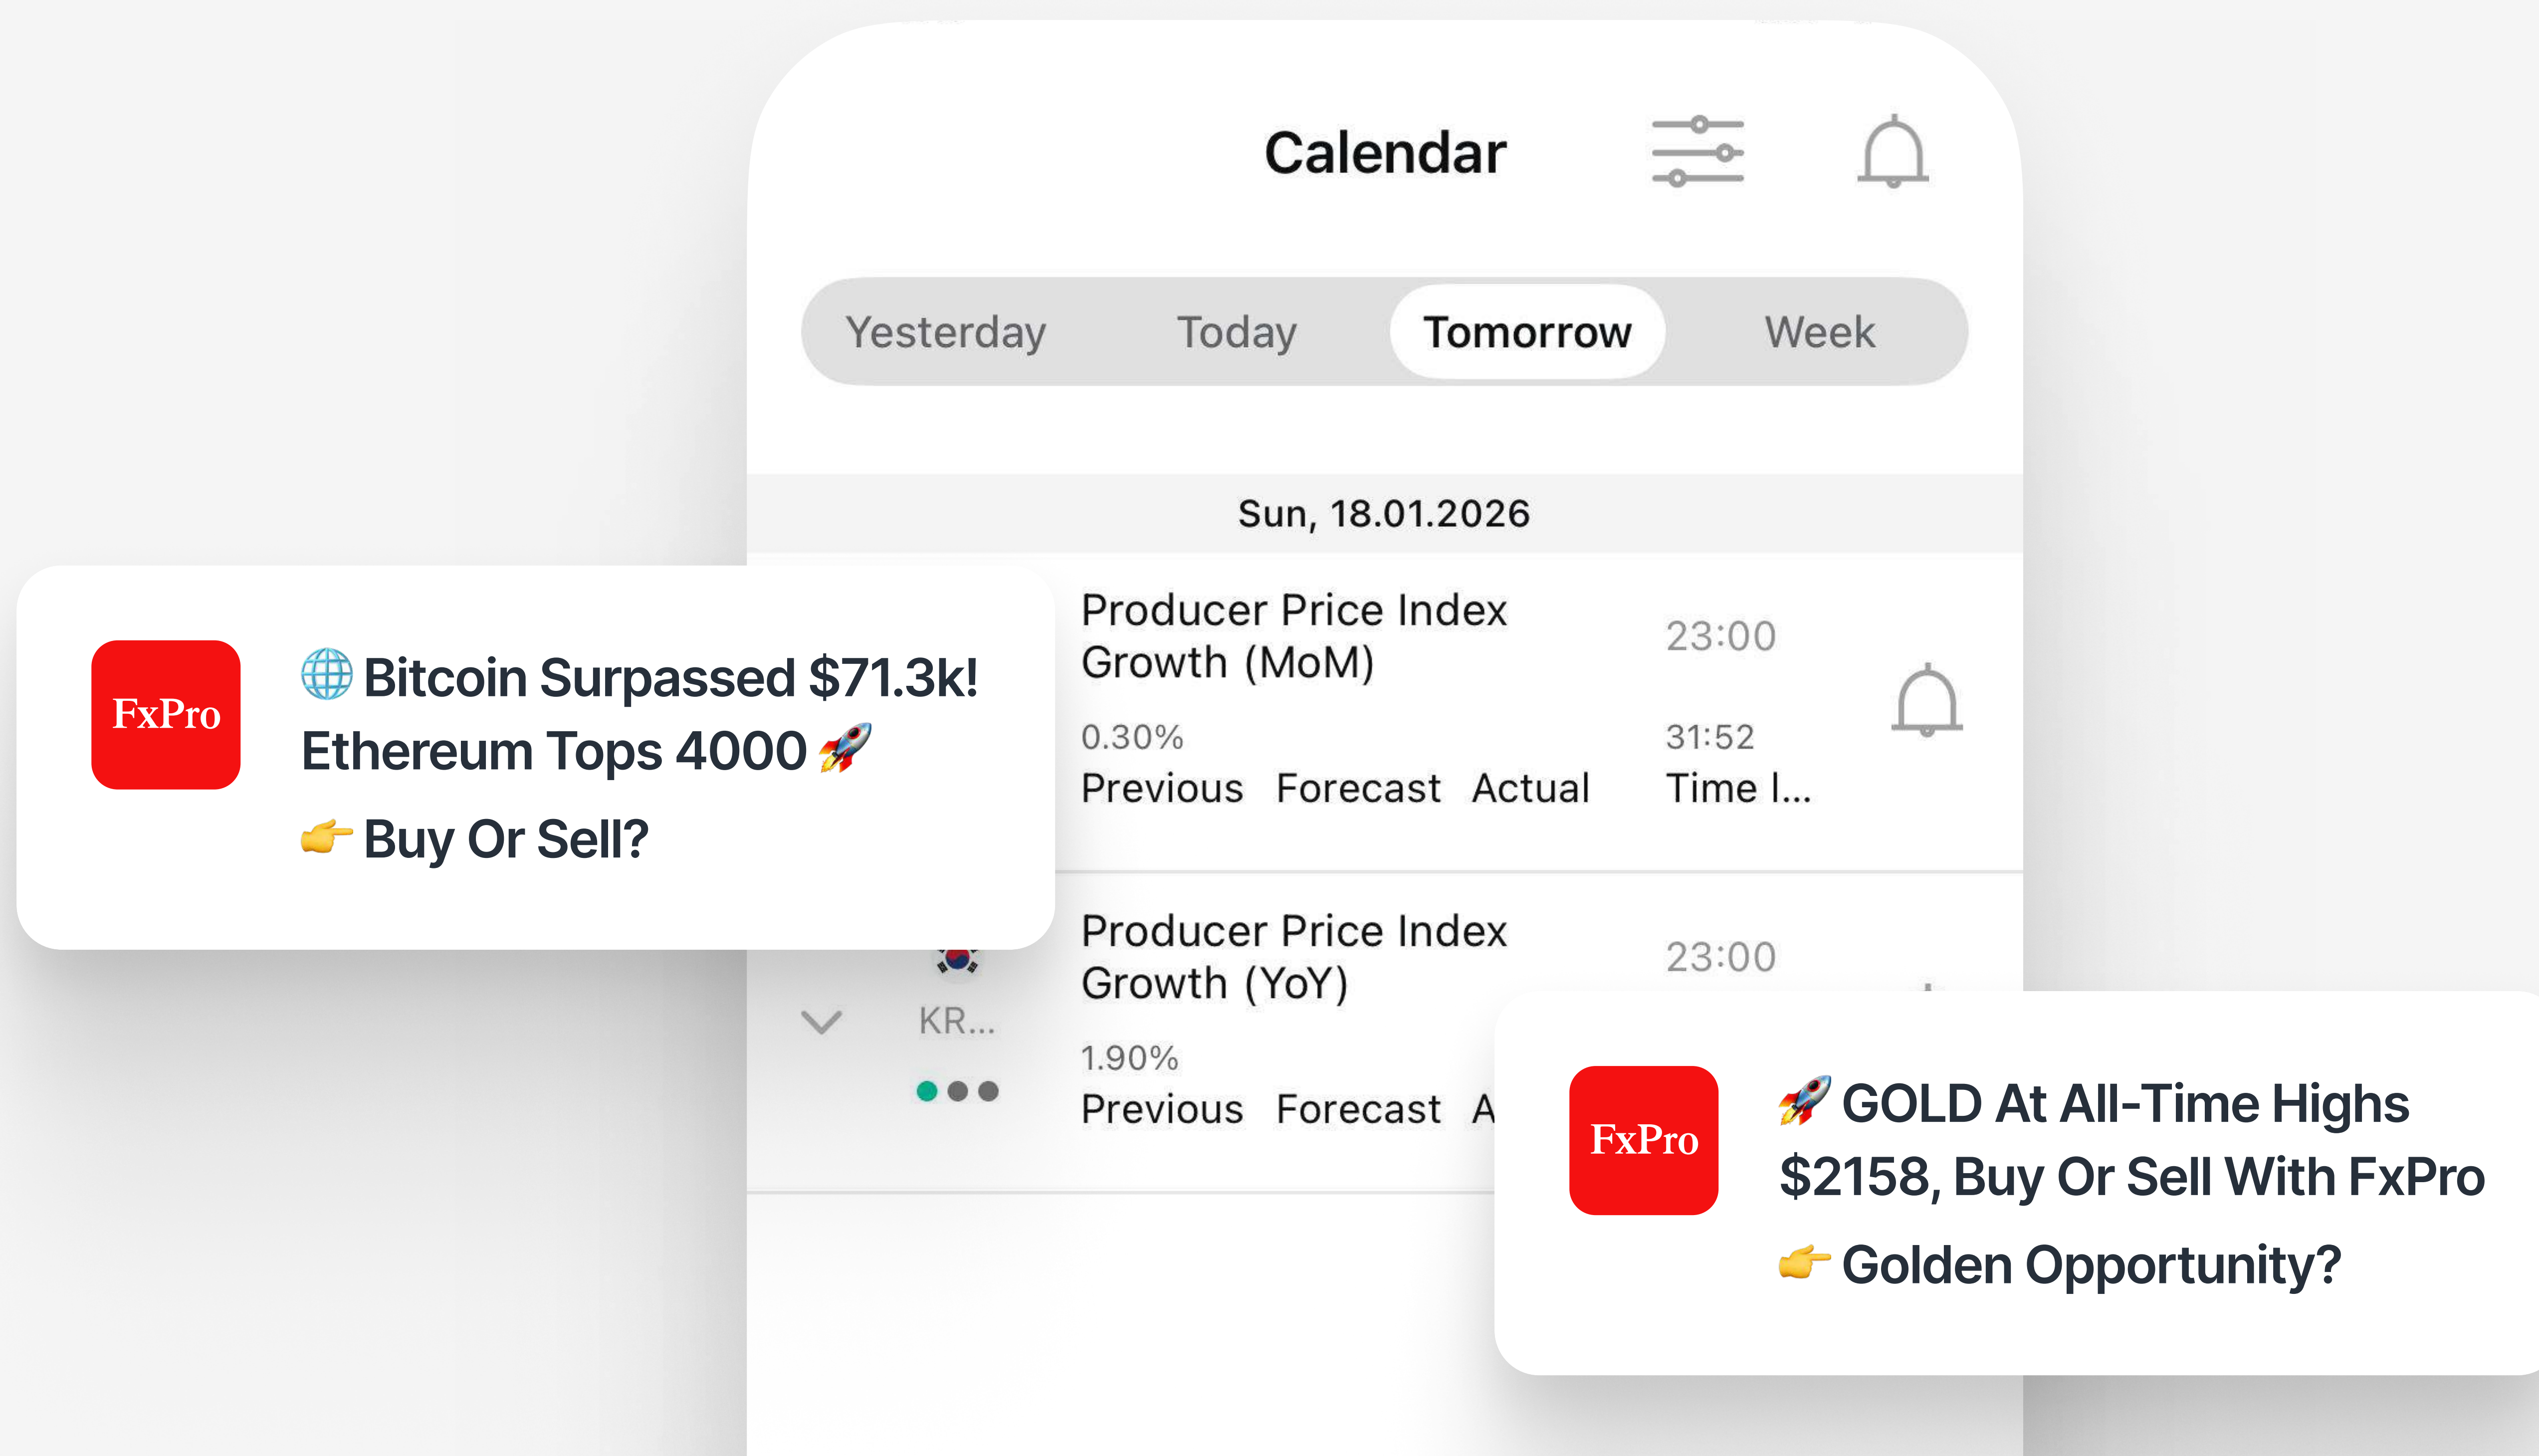 Calendar
Yesterday Today Tomorrow Week
Sun, 18.01.2026
Producer Price Index
Growth (MoM)
23:00
0.30%
31:52
Previous Forecast Actual
Time l...
FxPro
🌐 Bitcoin Surpassed $71.3k!
Ethereum Tops 4000 🚀
👉 Buy Or Sell?
Producer Price Index
Growth (YoY)
23:00
KR...
1.90%
Previous Forecast A
FxPro
🚀 GOLD At All-Time Highs
$2158, Buy Or Sell With FxPro
👉 Golden Opportunity?